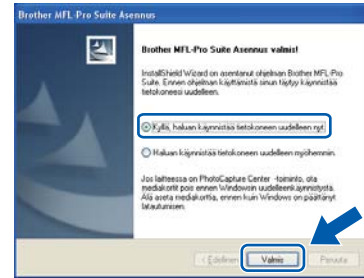 Brother MFL-Pro Suite Asennus
Brother MFL-Pro Suite Asennus valmis!
InstallShield Wizard on asentanut ohjelman Brother MFL-Pro
Suite. Ennen ohjelman käyttämistä sinun täytyy käynnistää
tietokoneesi uudelleen.
Kyllä, haluan käynnistää tietokoneen uudelleen nyt.
Haluan käynnistää tietokoneen uudelleen myöhemmin.
Jos laitteessa on PhotoCapture Center -toiminto, ota
mediakortit pois ennen Windowsin uudelleenkäynnistystä.
Älä aseta mediakorttia, ennen kuin Windows on päättänyt
latautumisen.
< Edellinen
Valmis
Peruuta